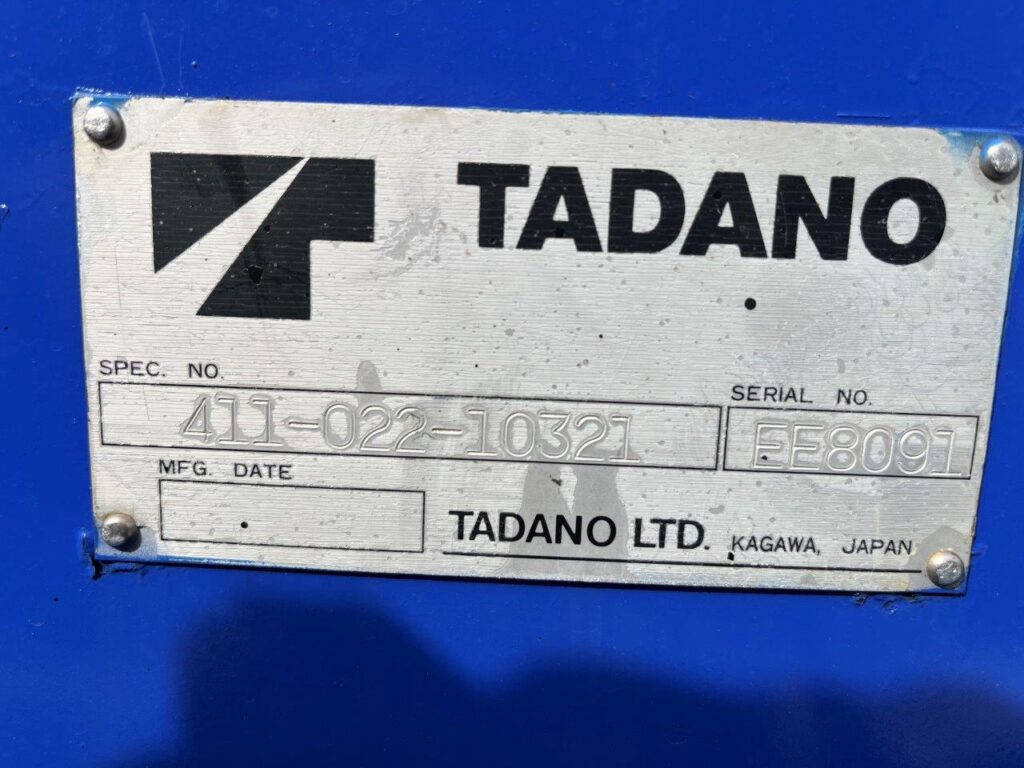 TADANO
SPEC. NO.
411-022-10321
SERIAL NO.
EE8091
MFG. DATE
TADANO LTD. KAGAWA, JAPAN